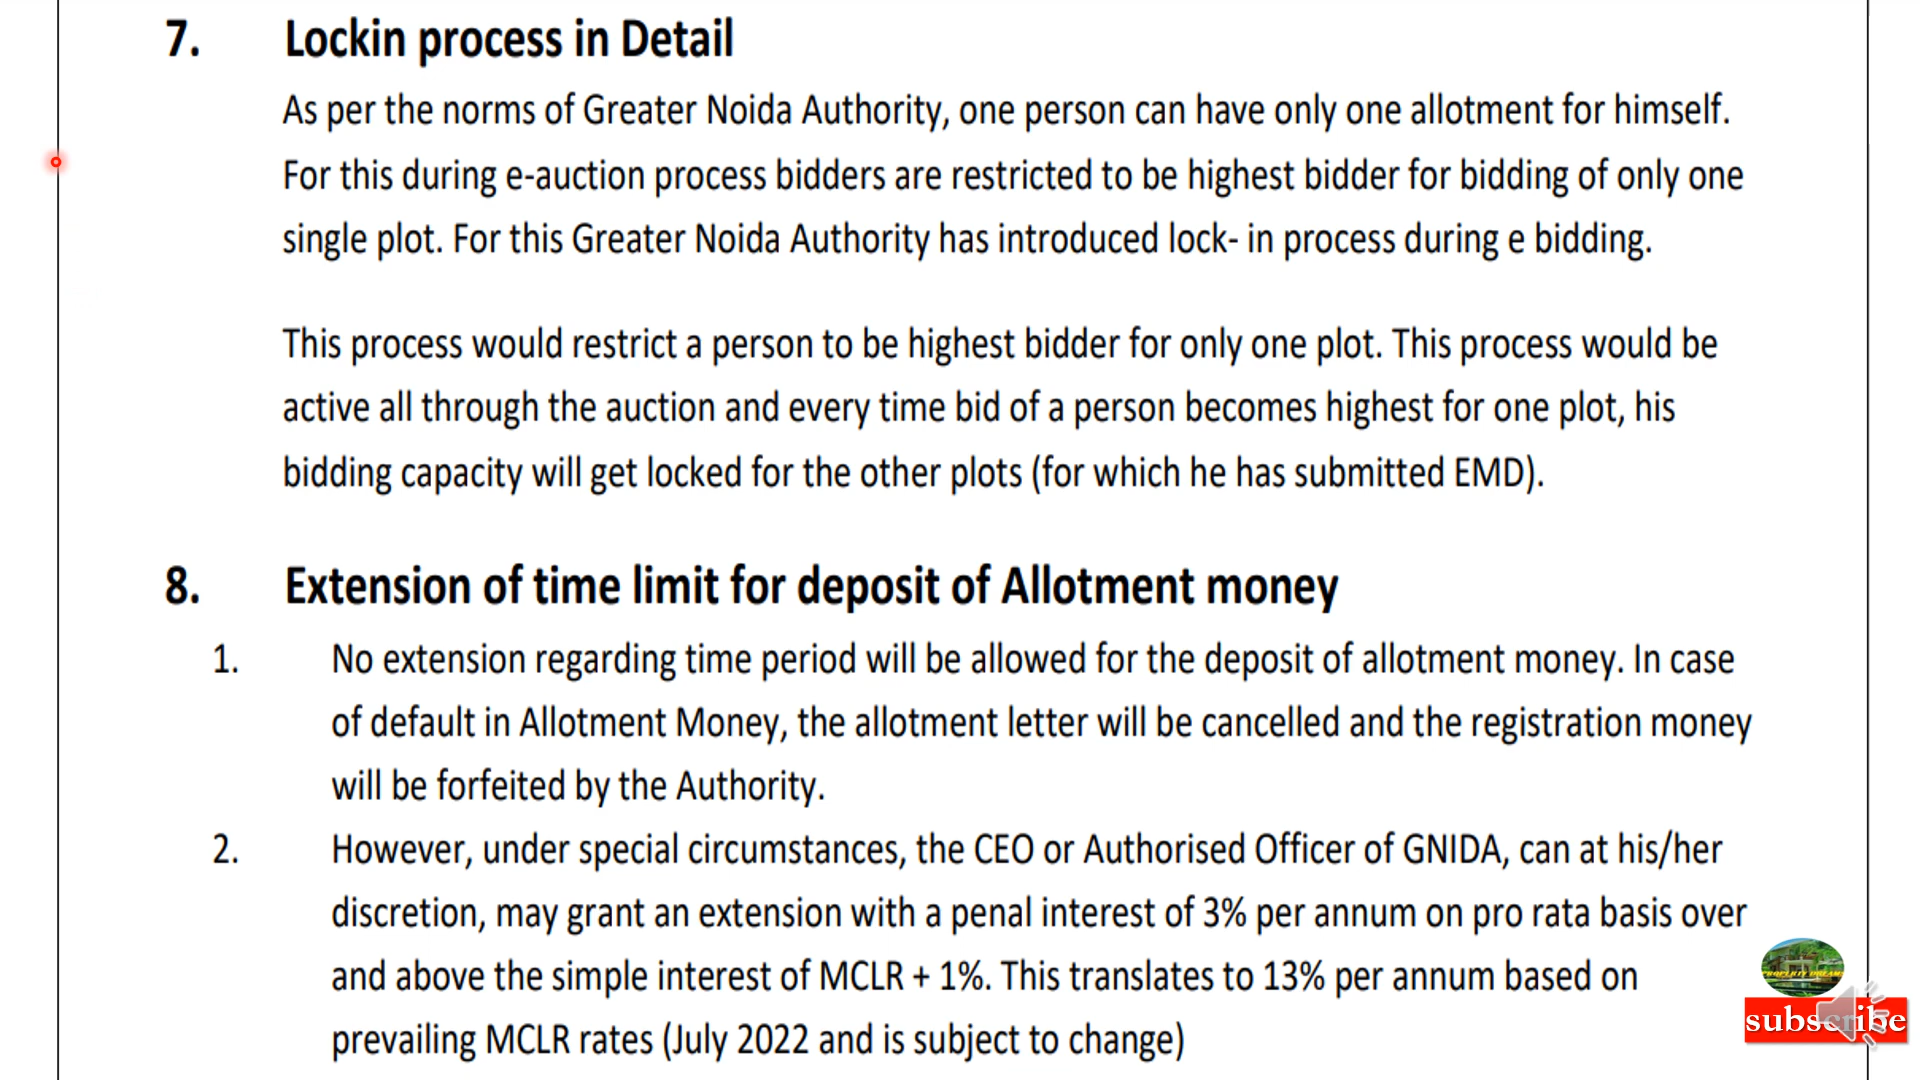 7. Lockin process in Detail
As per the norms of Greater Noida Authority, one person can have only one allotment for himself.
For this during e-auction process bidders are restricted to be highest bidder for bidding of only one
single plot. For this Greater Noida Authority has introduced lock- in process during e bidding.
This process would restrict a person to be highest bidder for only one plot. This process would be
active all through the auction and every time bid of a person becomes highest for one plot, his
bidding capacity will get locked for the other plots (for which he has submitted EMD).
8. Extension of time limit for deposit of Allotment money
1. No extension regarding time period will be allowed for the deposit of allotment money. In case
of default in Allotment Money, the allotment letter will be cancelled and the registration money
will be forfeited by the Authority.
2. However, under special circumstances, the CEO or Authorised Officer of GNIDA, can at his/her
discretion, may grant an extension with a penal interest of 3% per annum on pro rata basis over
and above the simple interest of MCLR + 1%. This translates to 13% per annum based on
prevailing MCLR rates (July 2022 and is subject to change)
subscribe